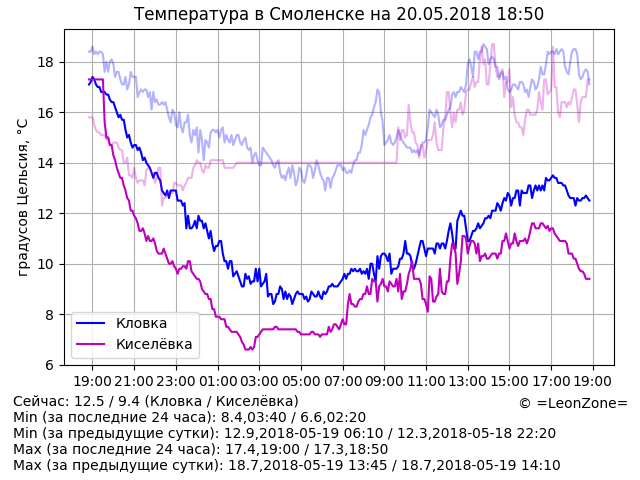 Температура в Смоленске на 20.05.2018 18:50
градусов Цельсия, °C
18
16
14
12
10
8
6
Кловка
Киселёвка
19:00 21:00 23:00 01:00 03:00 05:00 07:00 09:00 11:00 13:00 15:00 17:00 19:00
Сейчас: 12.5 / 9.4 (Кловка / Киселёвка)
© =LeonZone=
Min (за последние 24 часа): 8.4,03:40 / 6.6,02:20
Min (за предыдущие сутки): 12.9,2018-05-19 06:10 / 12.3,2018-05-18 22:20
Max (за последние 24 часа): 17.4,19:00 / 17.3,18:50
Max (за предыдущие сутки): 18.7,2018-05-19 13:45 / 18.7,2018-05-19 14:10